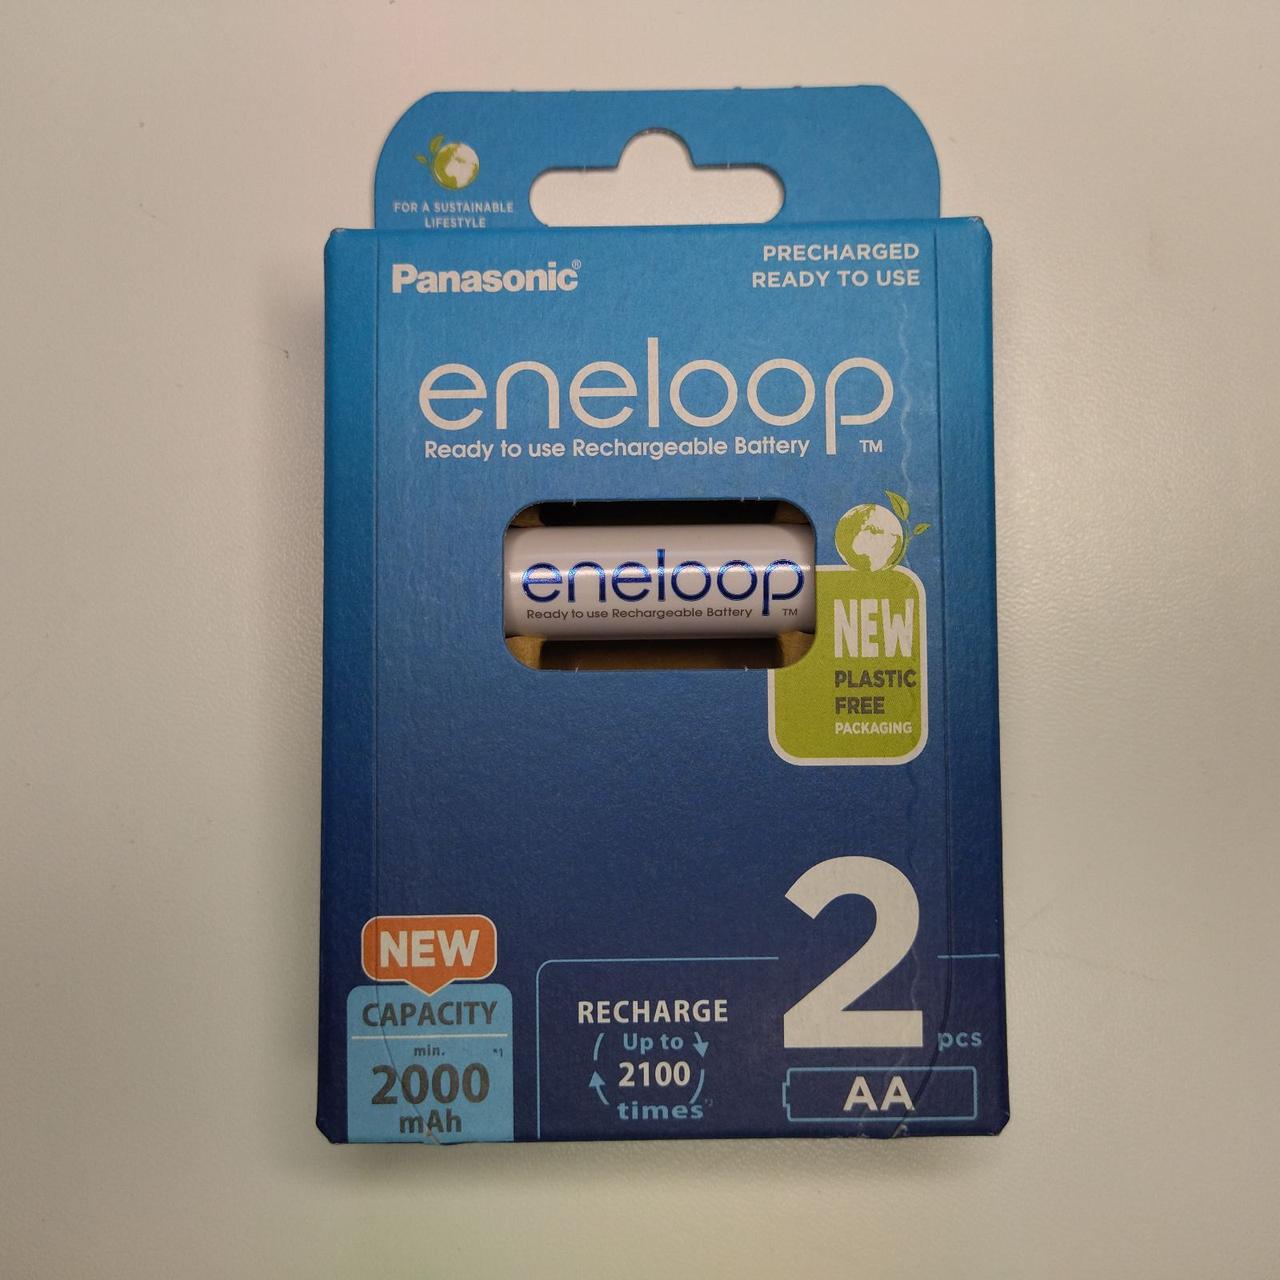 FOR A SUSTAINABLE
LIFESTYLE
Panasonic®
PRECHARGED
READY TO USE
eneloop
Ready to use Rechargeable Battery ™
eneloop
Ready to use Rechargeable Battery ™
NEW
PLASTIC
FREE
PACKAGING
NEW
CAPACITY
min. *1
2000
mAh
RECHARGE
Up to
2100
times*2
2 pcs
AA